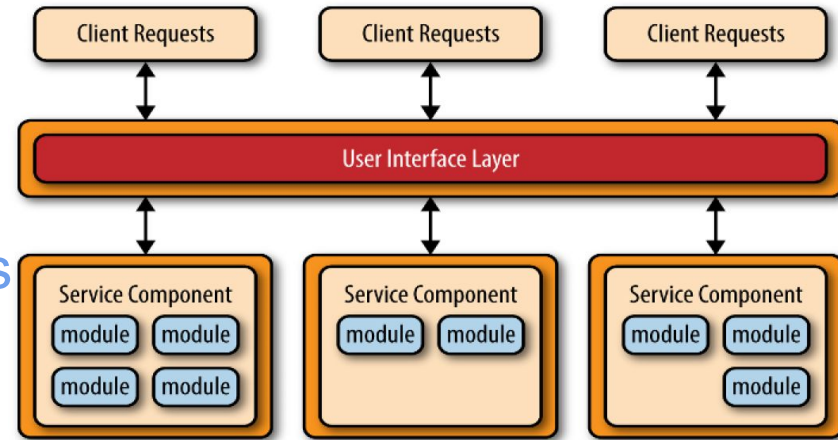 Client Requests Client Requests Client Requests
User Interface Layer
s
Service Component Service Component Service Component
module module module module module module
module module module